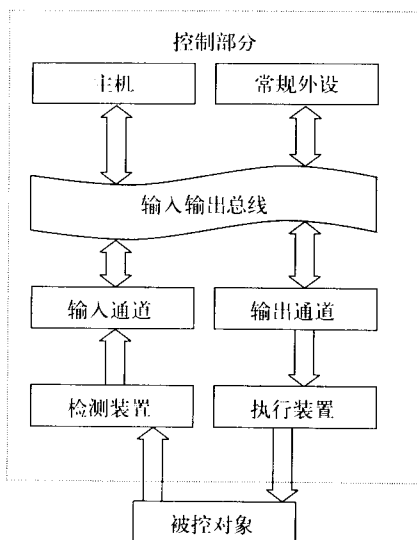 控制部分
主机
常规外设
输入输出总线
输入通道
输出通道
检测装置
执行装置
被控对象